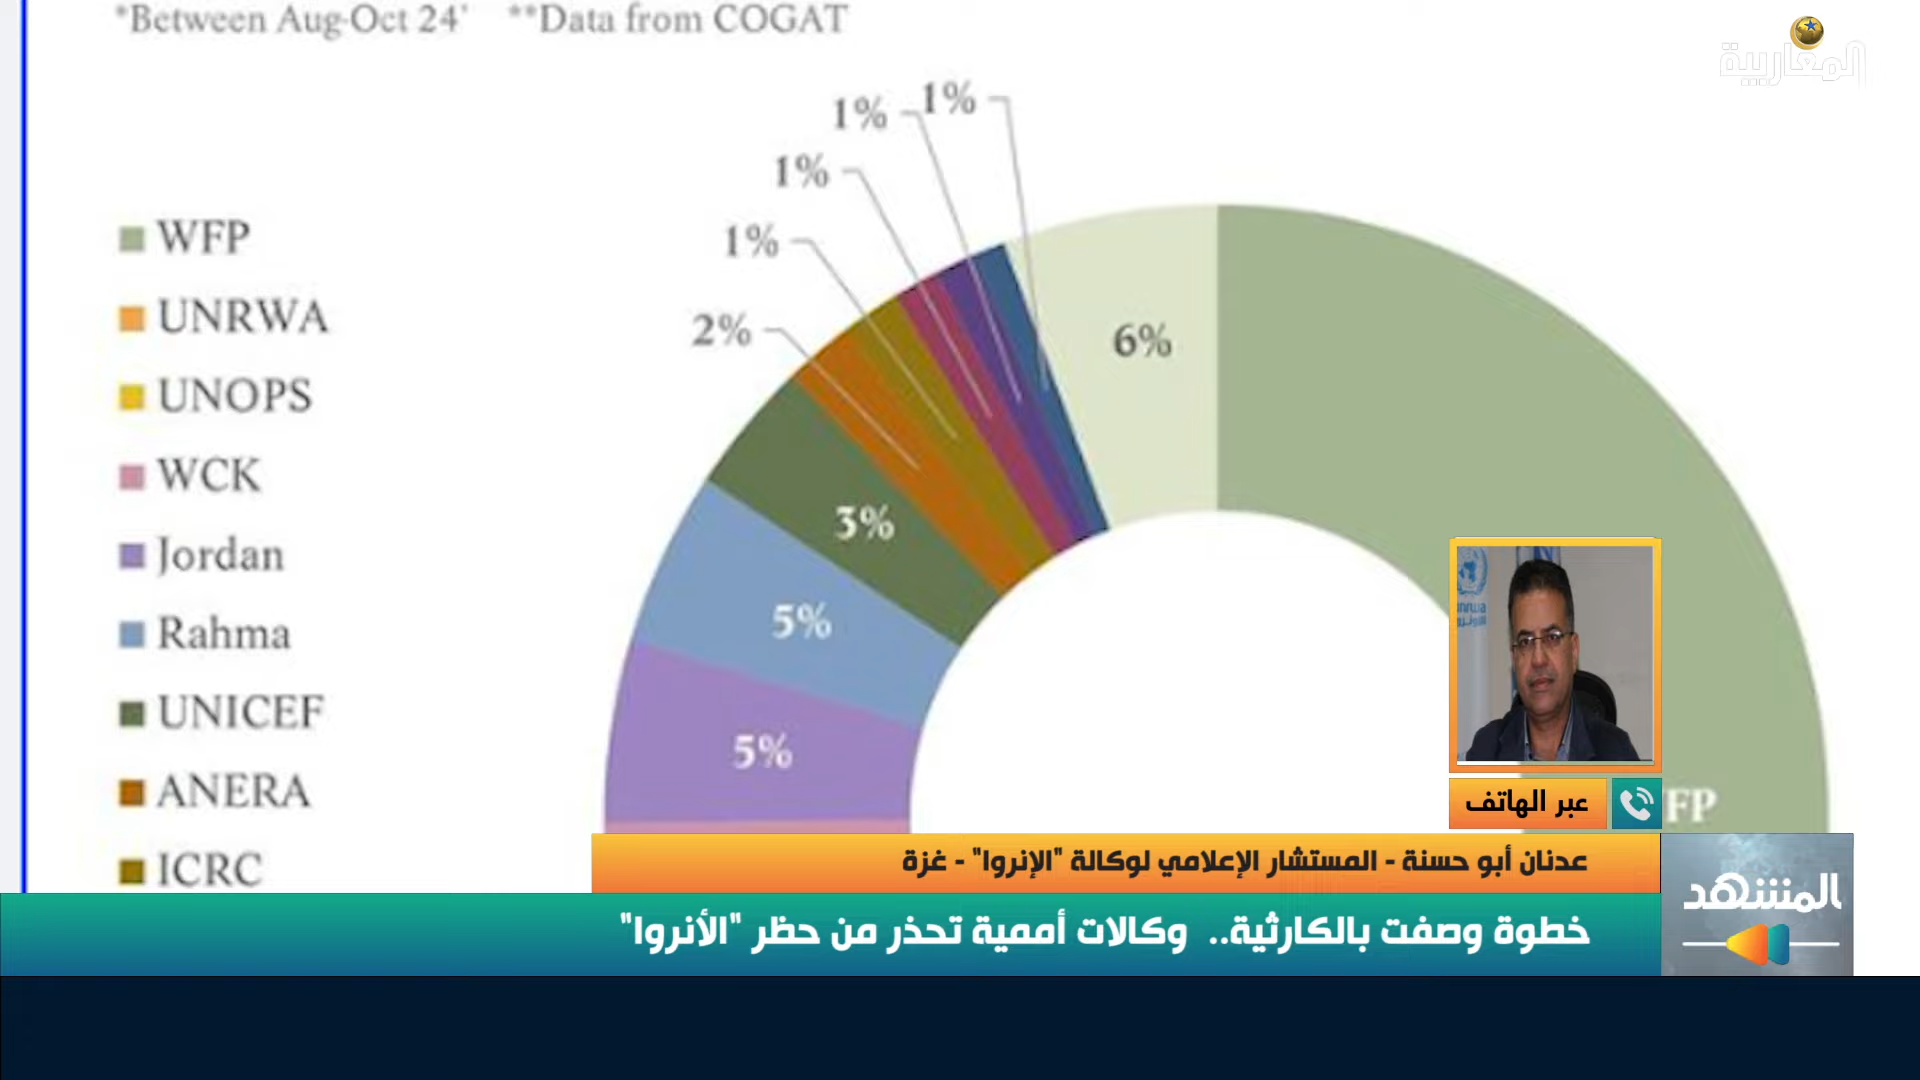 *Between Aug-Oct 24' **Data from COGAT
المغاربية
1%
1%
1%
1%
2%
6%
3%
5%
5%
WFP
UNRWA
UNOPS
WCK
Jordan
Rahma
UNICEF
ANERA
ICRC
unrwa
الأونروا
عبر الهاتف
FP
عدنان أبو حسنة - المستشار الإعلامي لوكالة "الإنروا" - غزة
خطوة وصفت بالكارثية.. وكالات أممية تحذر من حظر "الأنروا"
المشهد